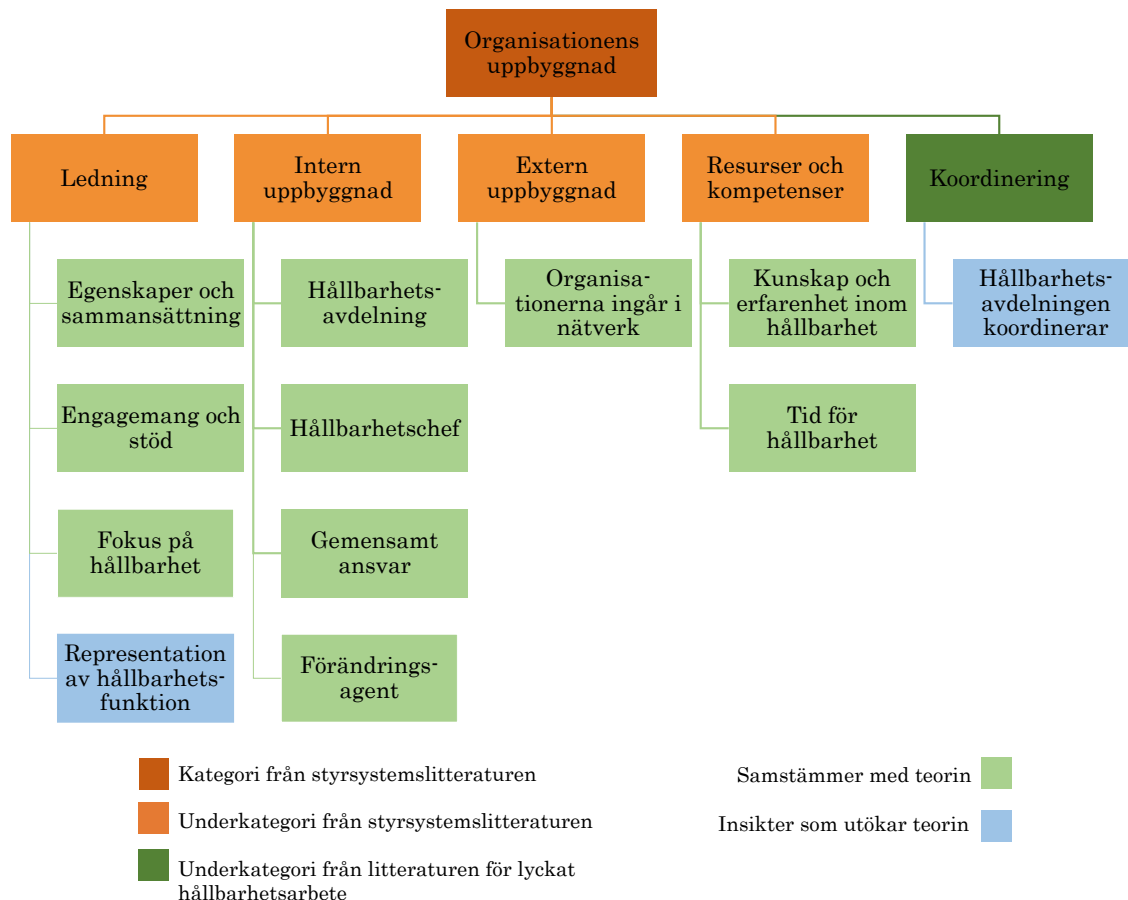 Organisationens
uppbyggnad
Ledning
Intern
uppbyggnad
Extern
uppbyggnad
Resurser och
kompetenser
Koordinering
Egenskaper och
sammansättning
Hållbarhets-
avdelning
Organisa-
tionerna ingår i
nätverk
Kunskap och
erfarenhet inom
hållbarhet
Hållbarhets-
avdelningen
koordinerar
Engagemang och
stöd
Hållbarhetschef
Tid för
hållbarhet
Fokus på
hållbarhet
Gemensamt
ansvar
Representation
av hållbarhets-
funktion
Förändrings-
agent
Kategori från styrsystemslitteraturen
Underkategori från styrsystemslitteraturen
Underkategori från litteraturen för lyckat
hållbarhetsarbete
Samstämmer med teorin
Insikter som utökar teorin